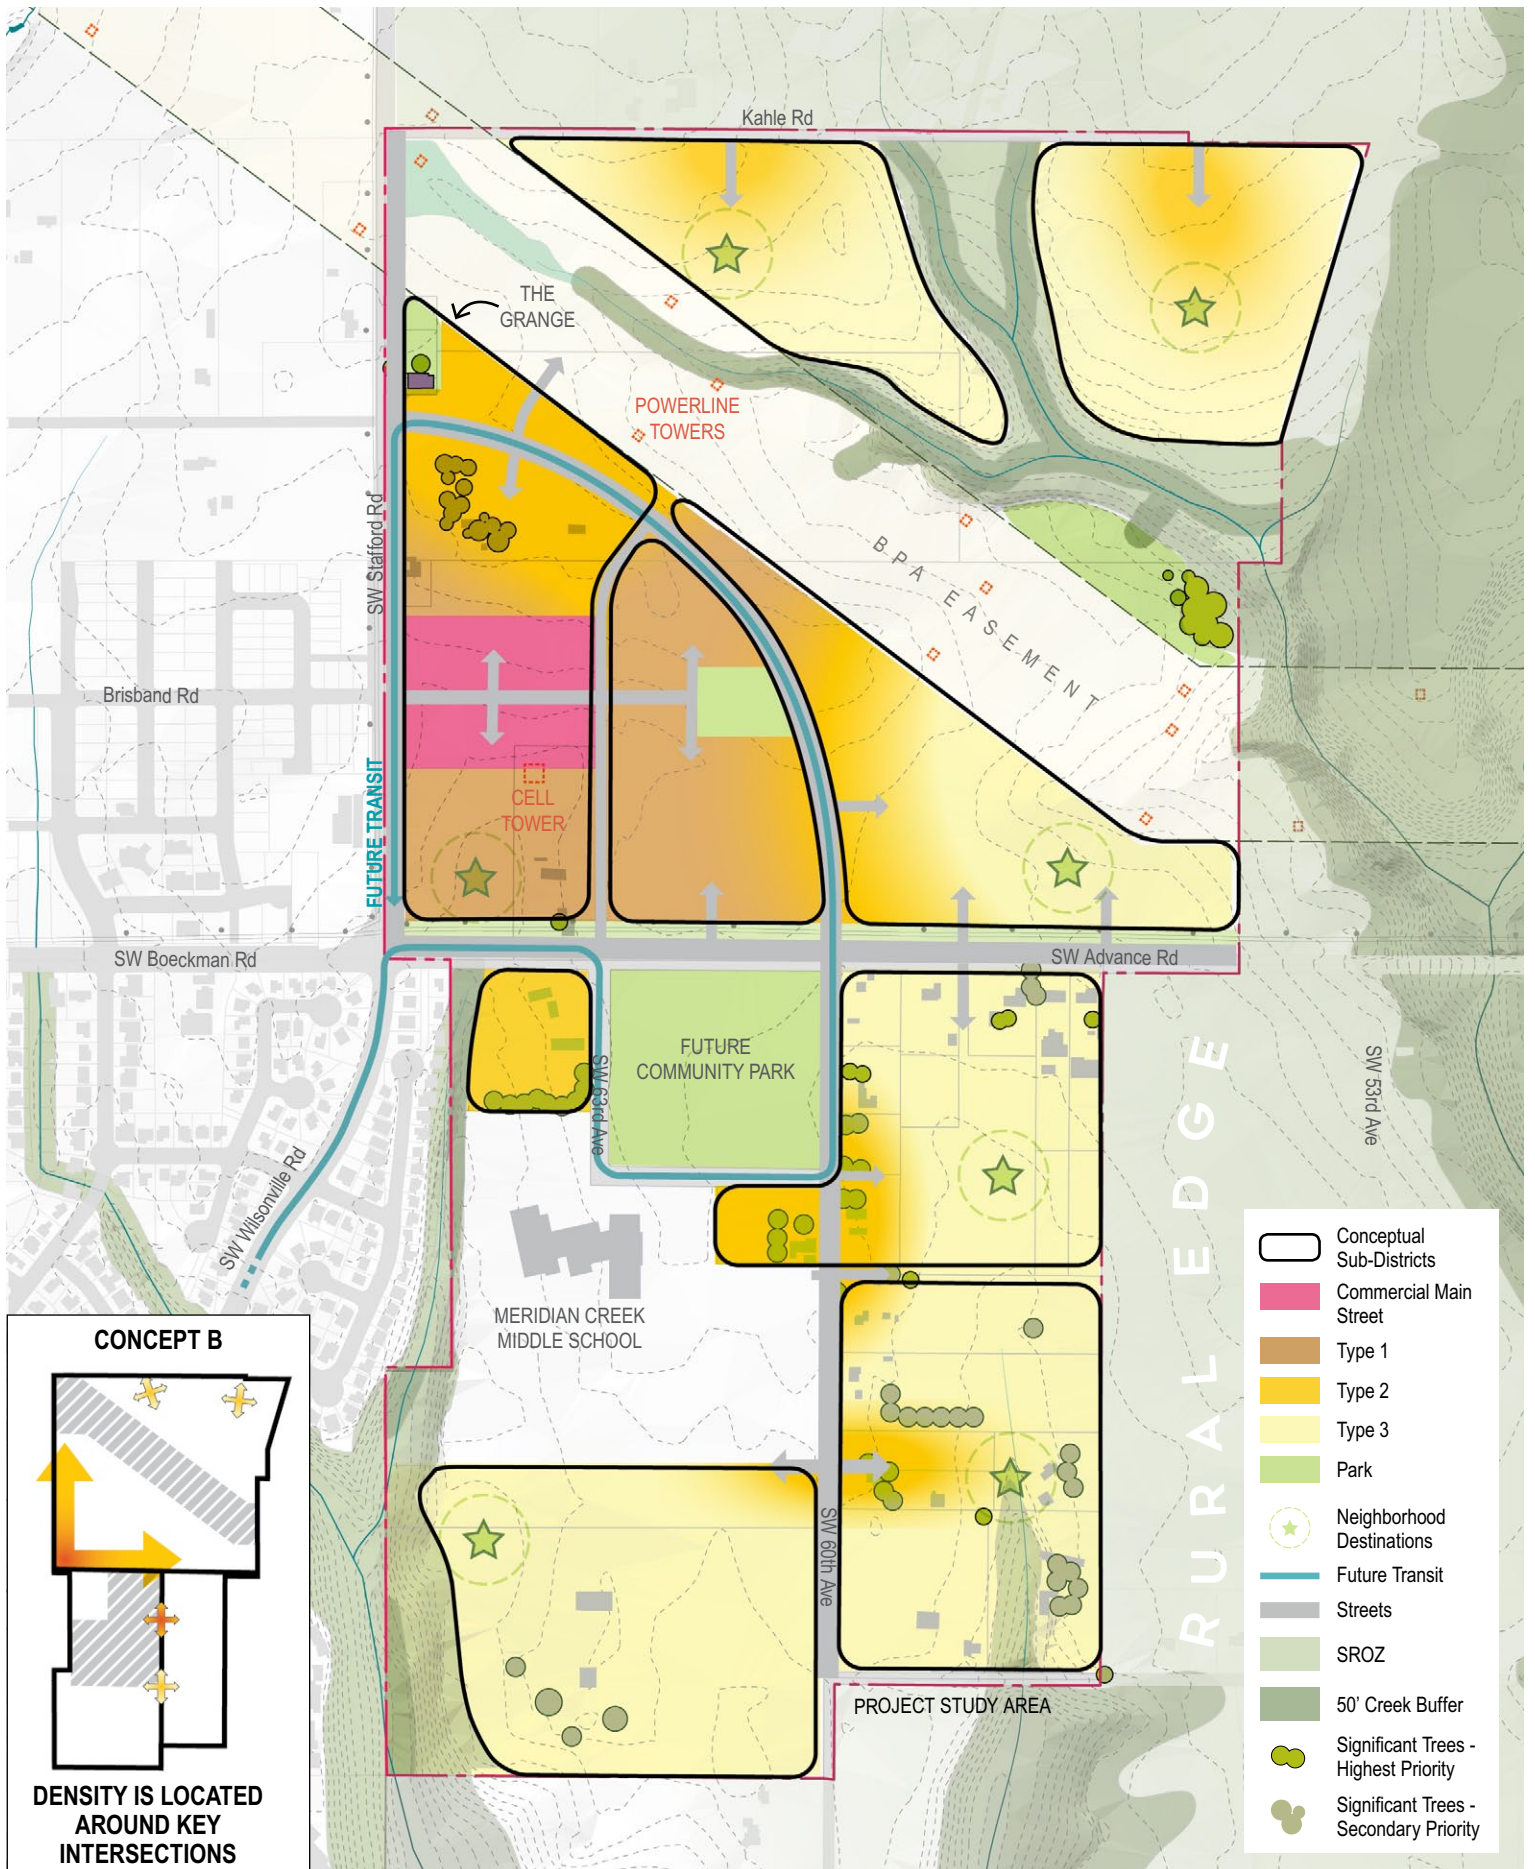 Kahle Rd
THE
GRANGE
POWERLINE
TOWERS
SW Stafford Rd
BPA EASEMENT
Brisband Rd
FUTURE TRANSIT
CELL
TOWER
SW Boeckman Rd
SW Advance Rd
FUTURE
COMMUNITY PARK
SW 63rd Ave
SW 53rd Ave
SW Wilsonville Rd
RURAL EDGE
MERIDIAN CREEK
MIDDLE SCHOOL
SW 60th Ave
PROJECT STUDY AREA
CONCEPT B
DENSITY IS LOCATED
AROUND KEY
INTERSECTIONS
Conceptual
Sub-Districts
Commercial Main
Street
Type 1
Type 2
Type 3
Park
Neighborhood
Destinations
Future Transit
Streets
SROZ
50' Creek Buffer
Significant Trees -
Highest Priority
Significant Trees -
Secondary Priority